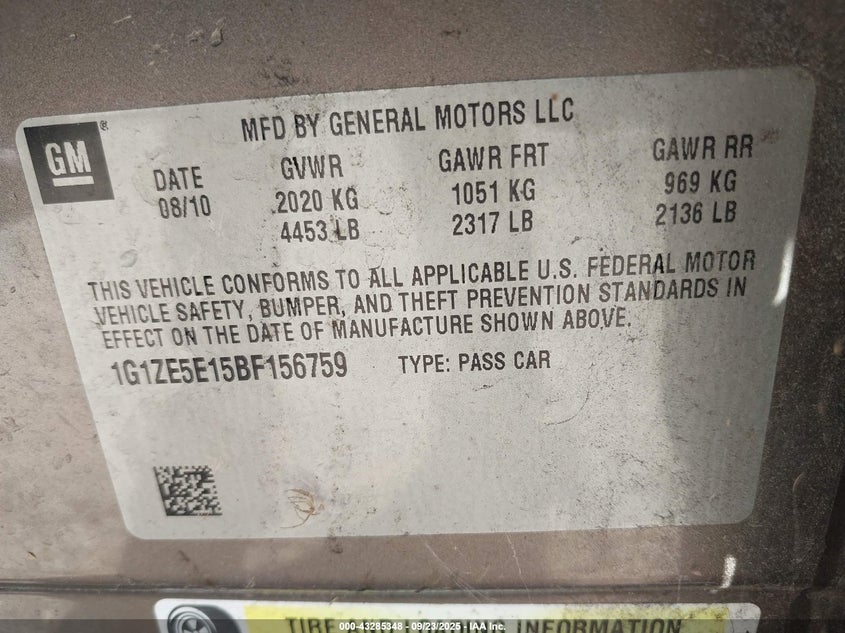 MFD BY GENERAL MOTORS LLC
GM ®
DATE GVWR GAWR FRT GAWR RR
08/10 2020 KG 1051 KG 969 KG
4453 LB 2317 LB 2136 LB
THIS VEHICLE CONFORMS TO ALL APPLICABLE U.S. FEDERAL MOTOR
VEHICLE SAFETY, BUMPER, AND THEFT PREVENTION STANDARDS IN
EFFECT ON THE DATE OF MANUFACTURE SHOWN ABOVE.
1G1ZE5E15BF156759 TYPE: PASS CAR
TIRE INFORMATION
000-43285348 - 09/23/2025 - IAA Inc.